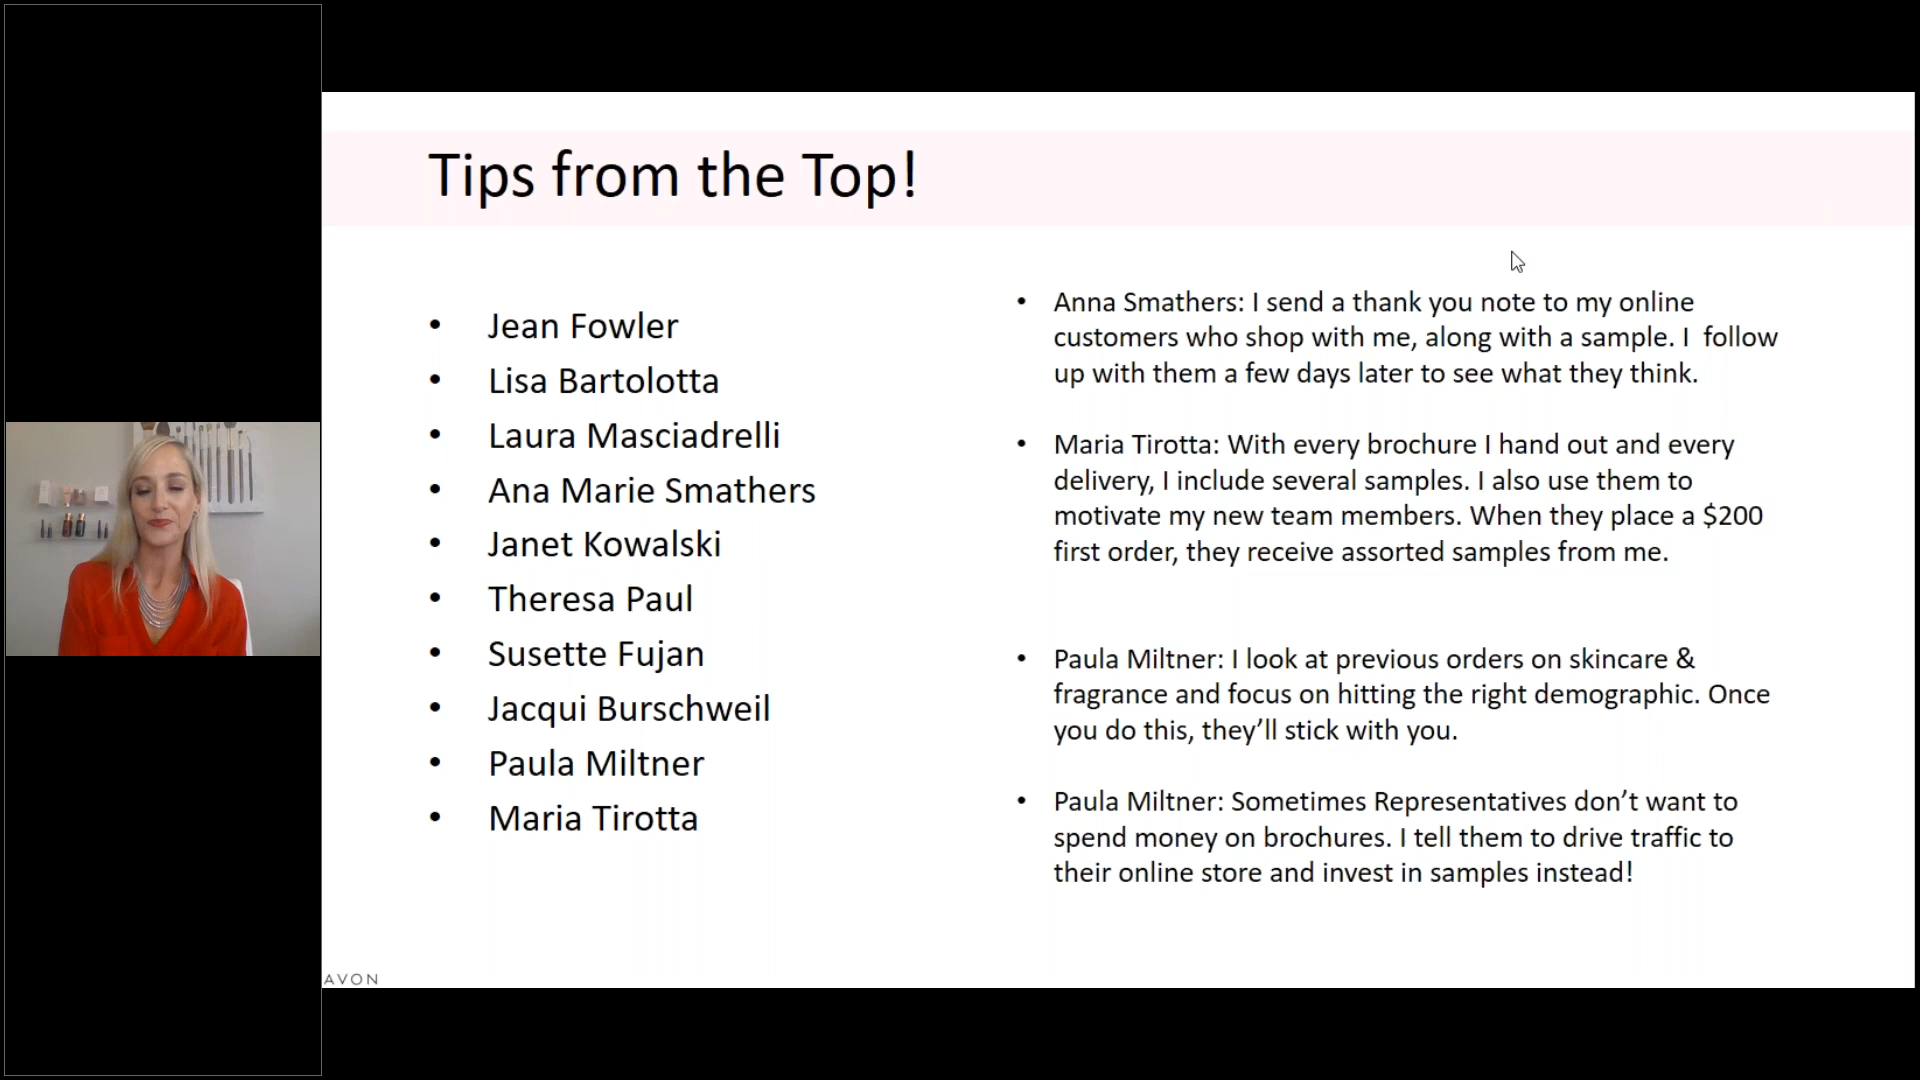 Tips from the Top!
• Jean Fowler
• Lisa Bartolotta
• Laura Masciadrelli
• Ana Marie Smathers
• Janet Kowalski
• Theresa Paul
• Susette Fujan
• Jacqui Burschweil
• Paula Miltner
• Maria Tirotta
• Anna Smathers: I send a thank you note to my online
customers who shop with me, along with a sample. I  follow
up with them a few days later to see what they think.
• Maria Tirotta: With every brochure I hand out and every
delivery, I include several samples. I also use them to
motivate my new team members. When they place a $200
first order, they receive assorted samples from me.
• Paula Miltner: I look at previous orders on skincare &
fragrance and focus on hitting the right demographic. Once
you do this, they’ll stick with you.
• Paula Miltner: Sometimes Representatives don’t want to
spend money on brochures. I tell them to drive traffic to
their online store and invest in samples instead!
AVON